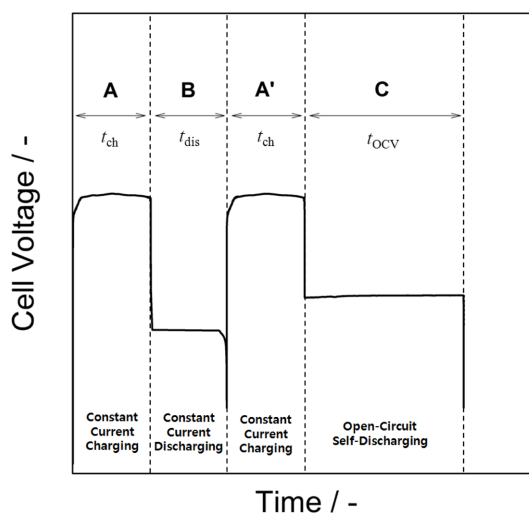 A B A' C
tch tdis tch tOCV
Cell Voltage / -
Constant
Current
Charging
Constant
Current
Discharging
Constant
Current
Charging
Open-Circuit
Self-Discharging
Time / -